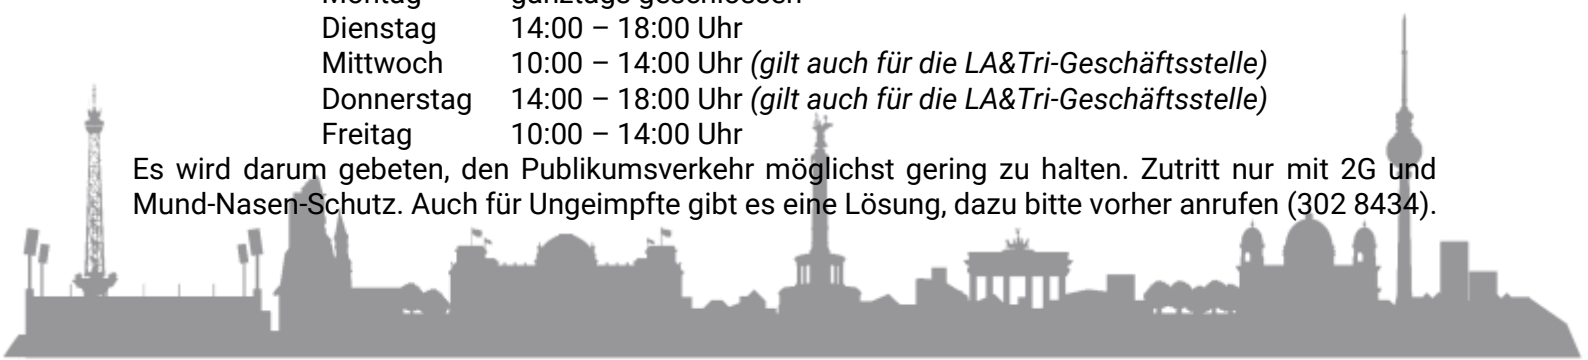 Montag ganztags geschlossen
Dienstag 14:00 – 18:00 Uhr
Mittwoch 10:00 – 14:00 Uhr (gilt auch für die LA&Tri-Geschäftsstelle)
Donnerstag 14:00 – 18:00 Uhr (gilt auch für die LA&Tri-Geschäftsstelle)
Freitag 10:00 – 14:00 Uhr
Es wird darum gebeten, den Publikumsverkehr möglichst gering zu halten. Zutritt nur mit 2G und
Mund-Nasen-Schutz. Auch für Ungeimpfte gibt es eine Lösung, dazu bitte vorher anrufen (302 8434).